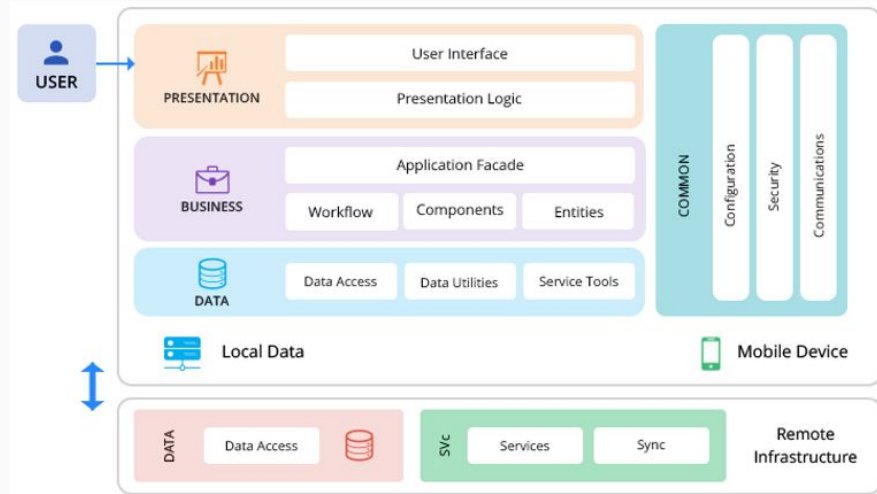 USER
PRESENTATION
User Interface
Presentation Logic
BUSINESS
Application Facade
Workflow
Components
Entities
DATA
Data Access
Data Utilities
Service Tools
COMMON
Configuration
Security
Communications
Local Data
Mobile Device
DATA
Data Access
SVc
Services
Sync
Remote
Infrastructure